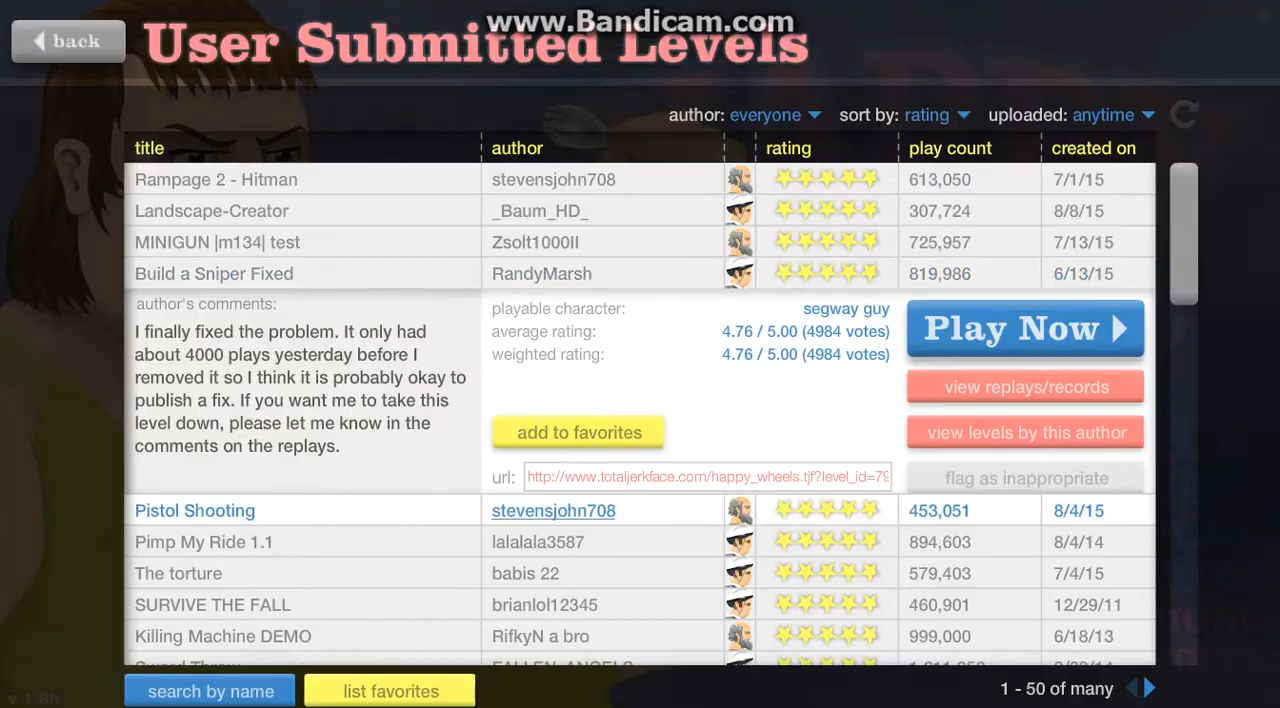 www.Bandicam.com
back
User Submitted Levels
author: everyone sort by: rating uploaded: anytime
title author rating play count created on
Rampage 2 - Hitman stevensjohn708 613,050 7/1/15
Landscape-Creator _Baum_HD_ 307,724 8/8/15
MINIGUN |m134| test Zsolt1000II 725,957 7/13/15
Build a Sniper Fixed RandyMarsh 819,986 6/13/15
author's comments:
I finally fixed the problem. It only had
about 4000 plays yesterday before I
removed it so I think it is probably okay to
publish a fix. If you want me to take this
level down, please let me know in the
comments on the replays.
playable character: segway guy
average rating: 4.76 / 5.00 (4984 votes)
weighted rating: 4.76 / 5.00 (4984 votes)
add to favorites
url: http://www.totaljerkface.com/happy_wheels.tjf?level_id=79
Play Now
view replays/records
view levels by this author
flag as inappropriate
Pistol Shooting stevensjohn708 453,051 8/4/15
Pimp My Ride 1.1 lalalala3587 894,603 8/4/14
The torture babis 22 579,403 7/4/15
SURVIVE THE FALL brianlol12345 460,901 12/29/11
Killing Machine DEMO RifkyN a bro 999,000 6/18/13
Sword Throw
search by name list favorites 1 - 50 of many